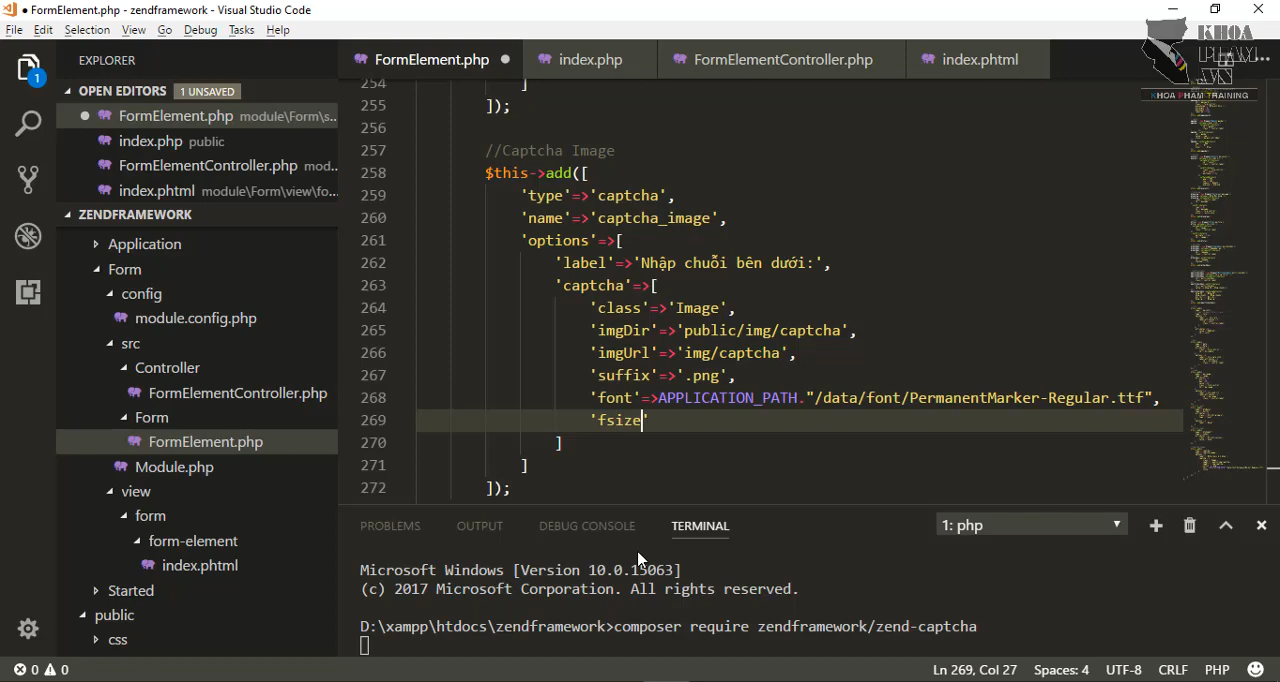 ● FormElement.php - zendframework - Visual Studio Code
File Edit Selection View Go Debug Tasks Help
KHOA
PHAM
.VN
KHOA PHAM TRAINING
EXPLORER
1
OPEN EDITORS 1 UNSAVED
FormElement.php module\Form\s...
index.php public
FormElementController.php mod...
index.phtml module\Form\view\fo...
ZENDFRAMEWORK
Application
Form
config
module.config.php
src
Controller
FormElementController.php
Form
FormElement.php
Module.php
view
form
form-element
index.phtml
Started
public
css
FormElement.php ● index.php FormElementController.php index.phtml ...
254 ]
255 ]);
256
257 //Captcha Image
258 $this->add([
259 'type'=>'captcha',
260 'name'=>'captcha_image',
261 'options'=>[
262 'label'=>'Nhập chuỗi bên dưới:',
263 'captcha'=>[
264 'class'=>'Image',
265 'imgDir'=>'public/img/captcha',
266 'imgUrl'=>'img/captcha',
267 'suffix'=>'.png',
268 'font'=>APPLICATION_PATH."/data/font/PermanentMarker-Regular.ttf",
269 'fsize'
270 ]
271 ]
272 ]);
PROBLEMS OUTPUT DEBUG CONSOLE TERMINAL 1: php
Microsoft Windows [Version 10.0.15063]
(c) 2017 Microsoft Corporation. All rights reserved.
D:\xampp\htdocs\zendframework>composer require zendframework/zend-captcha
0 0 Ln 269, Col 27 Spaces: 4 UTF-8 CRLF PHP